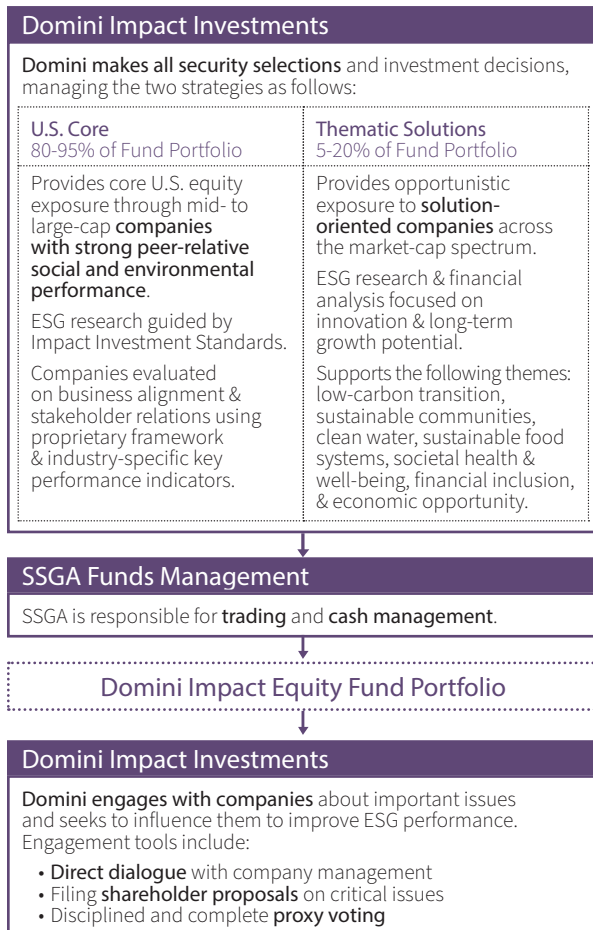 Domini Impact Investments
Domini makes all security selections and investment decisions,
managing the two strategies as follows:
U.S. Core
80-95% of Fund Portfolio
Provides core U.S. equity
exposure through mid- to
large-cap companies
with strong peer-relative
social and environmental
performance.
ESG research guided by
Impact Investment Standards.
Companies evaluated
on business alignment &
stakeholder relations using
proprietary framework
& industry-specific key
performance indicators.
Thematic Solutions
5-20% of Fund Portfolio
Provides opportunistic
exposure to solution-
oriented companies across
the market-cap spectrum.
ESG research & financial
analysis focused on
innovation & long-term
growth potential.
Supports the following themes:
low-carbon transition,
sustainable communities,
clean water, sustainable food
systems, societal health &
well-being, financial inclusion,
& economic opportunity.
SSGA Funds Management
SSGA is responsible for trading and cash management.
Domini Impact Equity Fund Portfolio
Domini Impact Investments
Domini engages with companies about important issues
and seeks to influence them to improve ESG performance.
Engagement tools include:
• Direct dialogue with company management
• Filing shareholder proposals on critical issues
• Disciplined and complete proxy voting